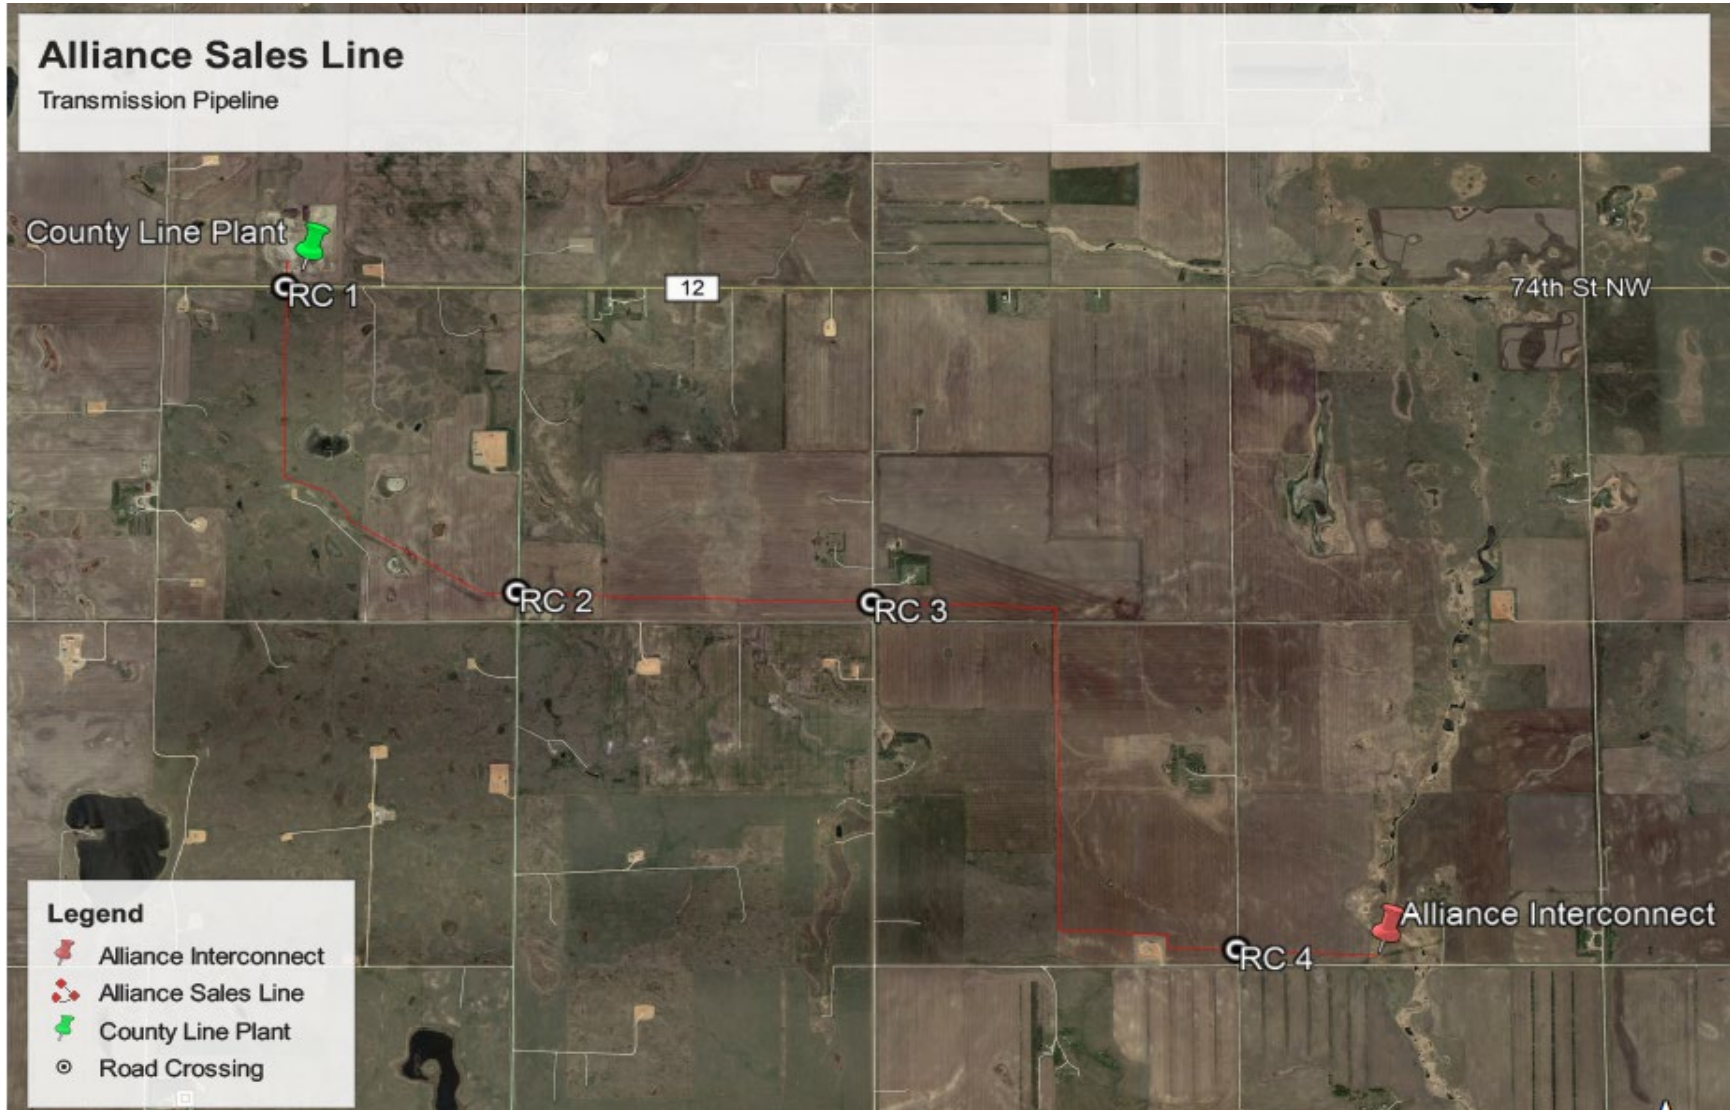 Alliance Sales Line
Transmission Pipeline
County Line Plant
RC 1
12
74th St NW
RC 2
RC 3
Alliance Interconnect
RC 4
Legend
Alliance Interconnect
Alliance Sales Line
County Line Plant
Road Crossing